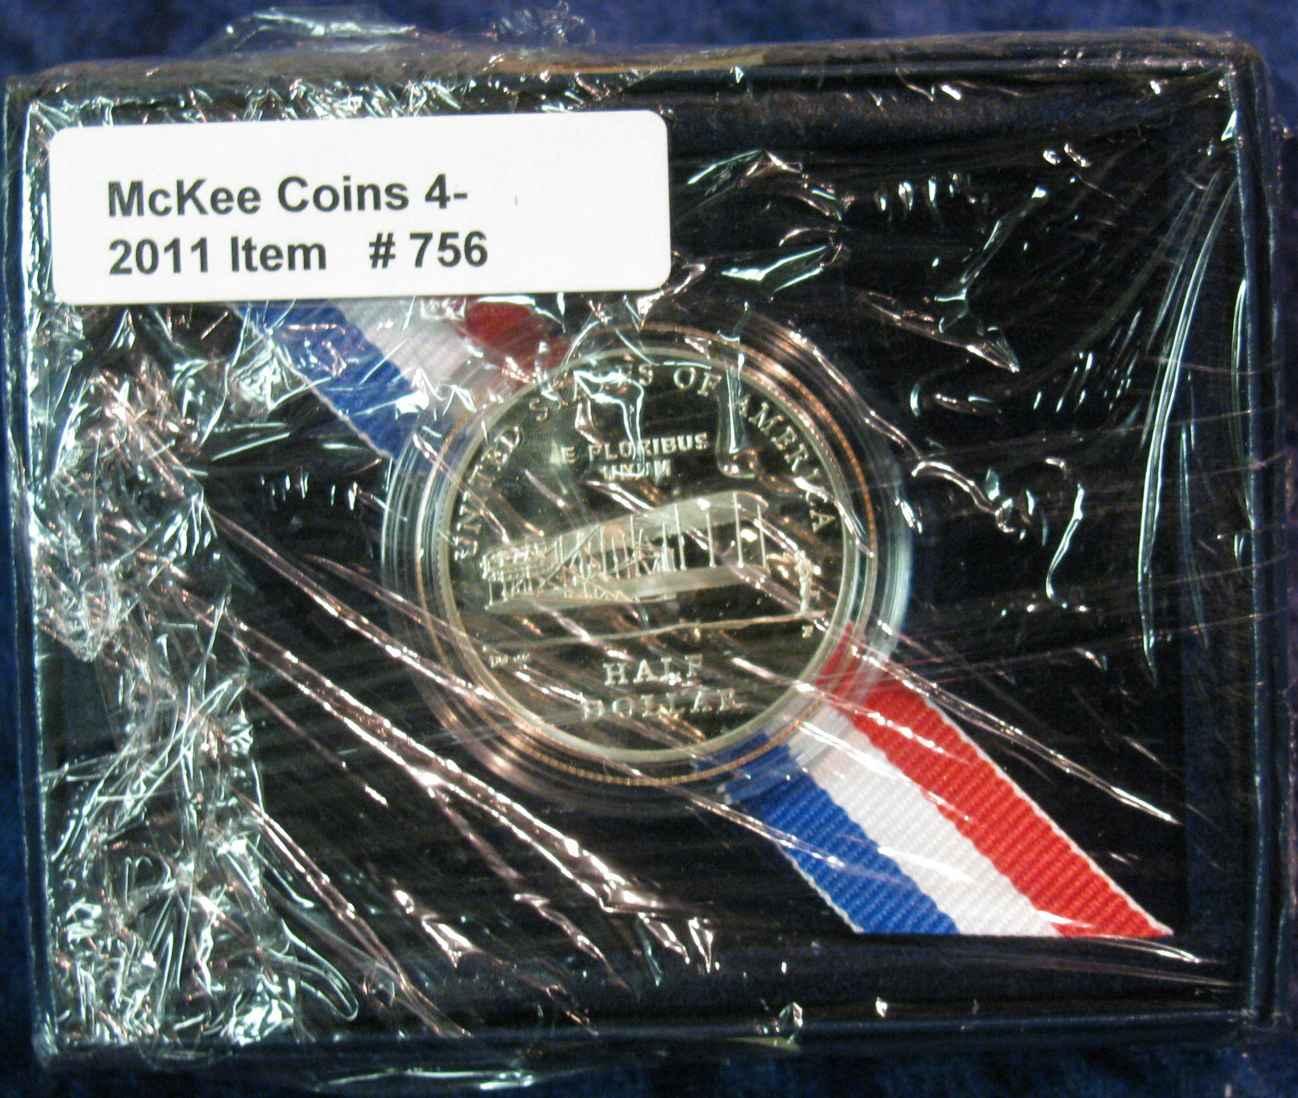 McKee Coins 4-
2011 Item # 756
UNITED STATES OF AMERICA
E PLURIBUS
UNUM
HALF
DOLLAR